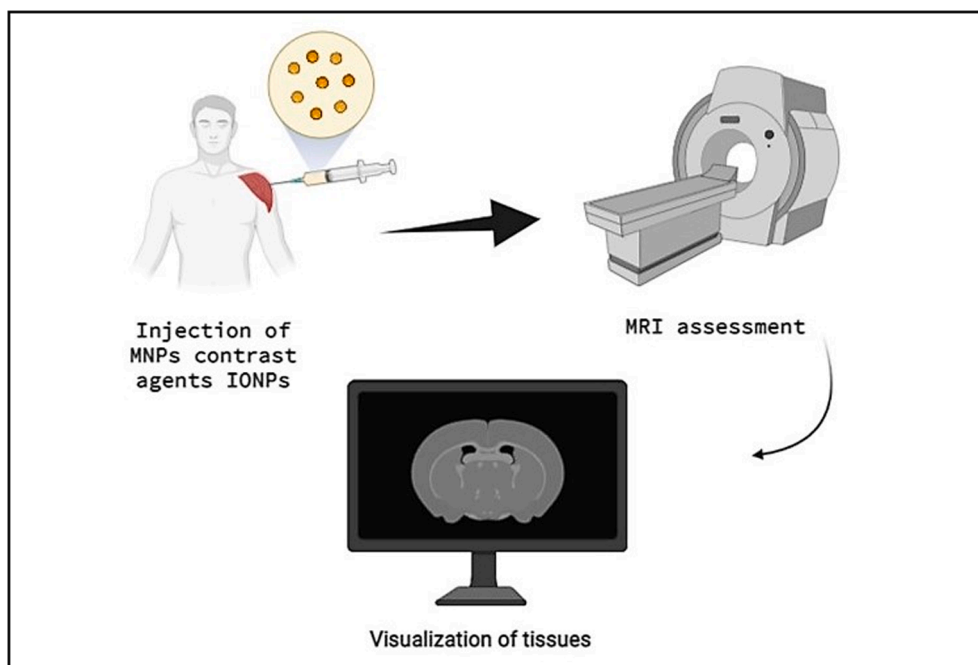 Injection of
MNPs contrast
agents IONPs
MRI assessment
Visualization of tissues